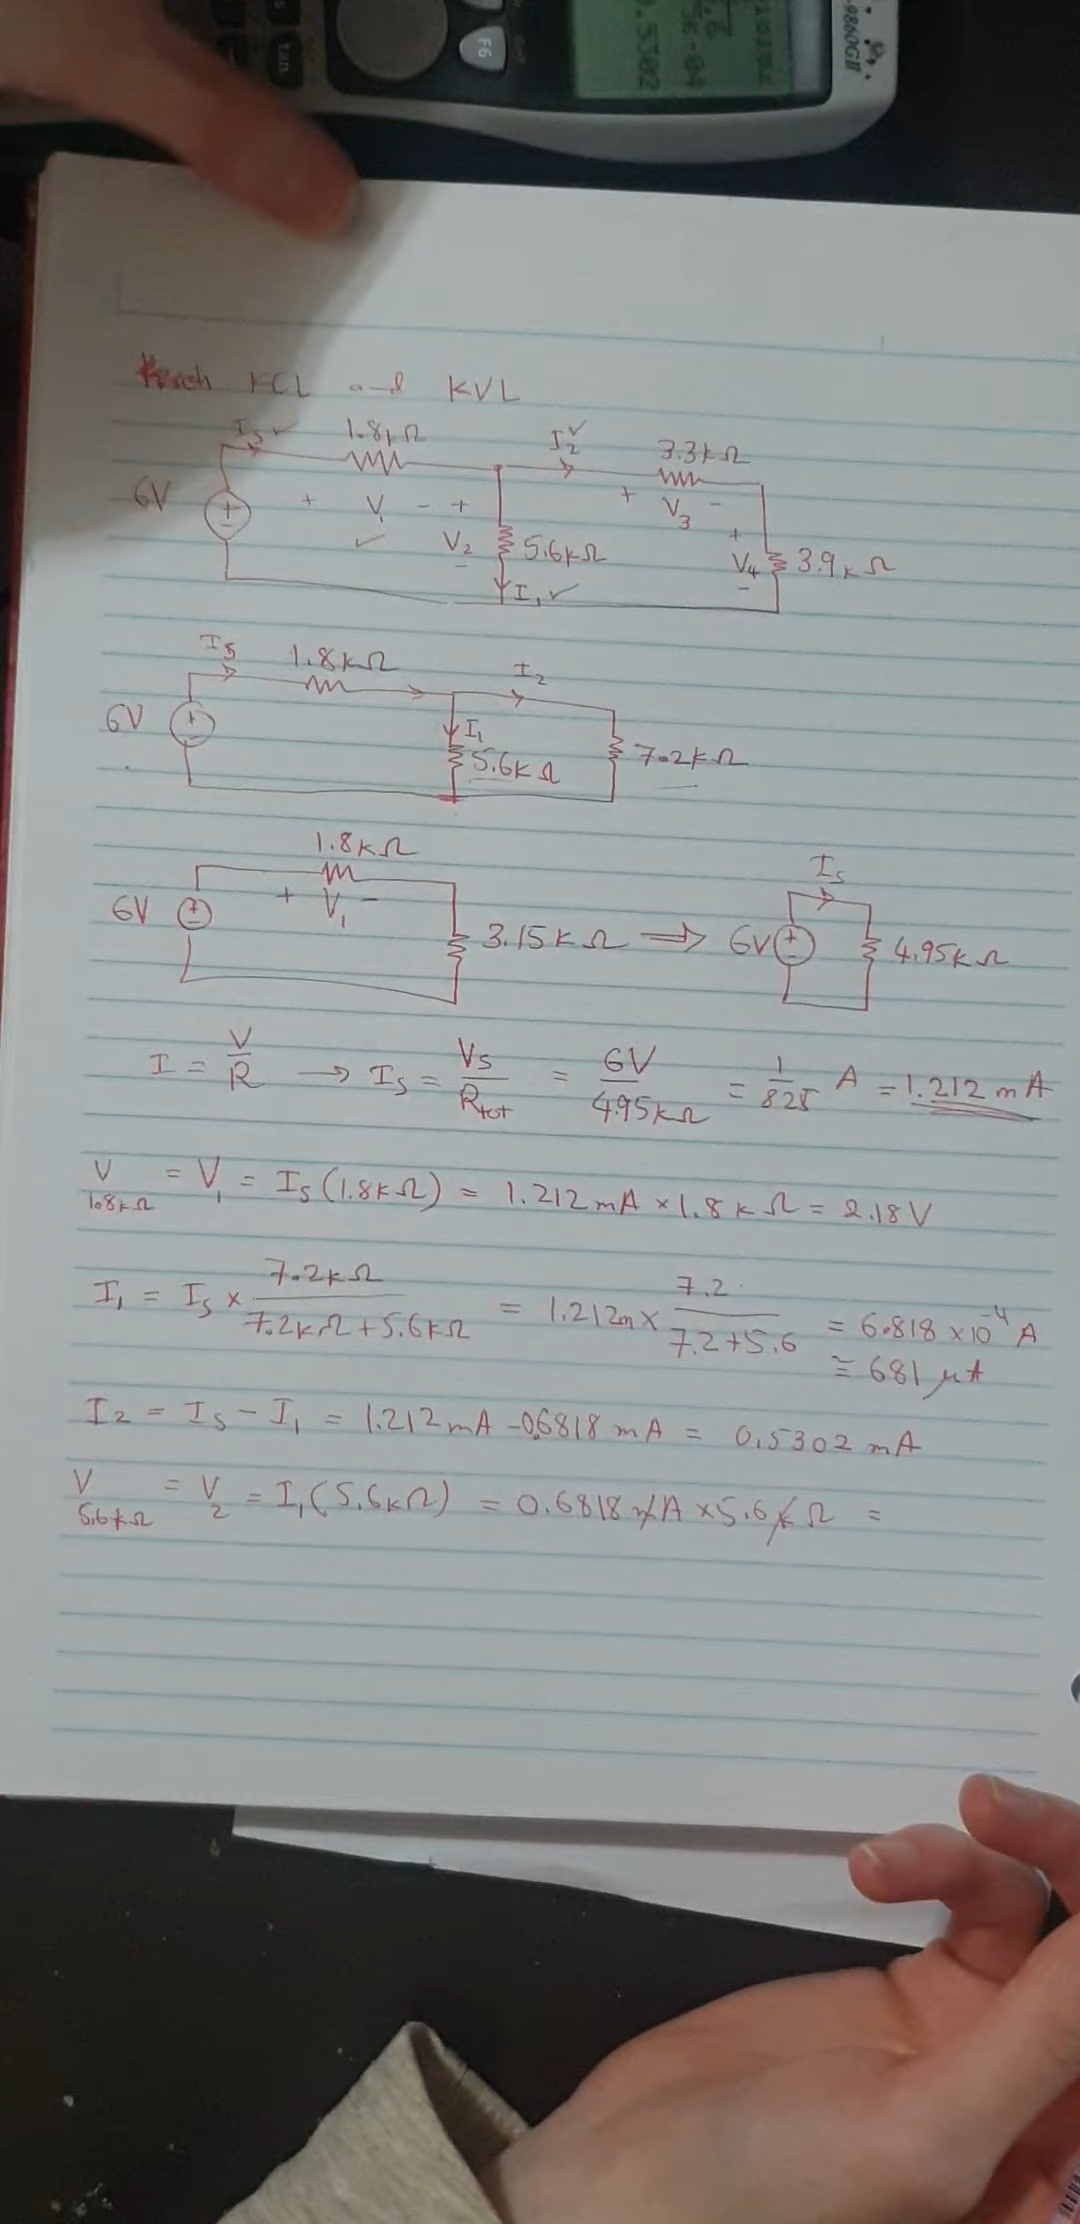 F6
tan
-9860GII
KCL and KVL
Is ✓ 1.8kΩ I2 ✓ 3.3kΩ
6V + V1 - + + V3 -
✓ V2 5.6kΩ + V4 3.9kΩ
- I1 ✓ -
Is 1.8kΩ I2
6V I1
5.6kΩ 7.2kΩ
1.8kΩ Is
6V + V1 - 3.15kΩ ⇒ 6V 4.95kΩ
I = V/R → Is = Vs/Rtot = 6V/4.95kΩ = 1/825 A = 1.212 mA
V1.8kΩ = V1 = Is (1.8kΩ) = 1.212 mA × 1.8 kΩ = 2.18V
I1 = Is × 7.2kΩ/7.2kΩ+5.6kΩ = 1.212m × 7.2/7.2+5.6 = 6.818 ×10^-4 A
= 681 μA
I2 = Is - I1 = 1.212 mA - 0.6818 mA = 0.5302 mA
V5.6kΩ = V2 = I1 (5.6kΩ) = 0.6818 mA × 5.6 kΩ =